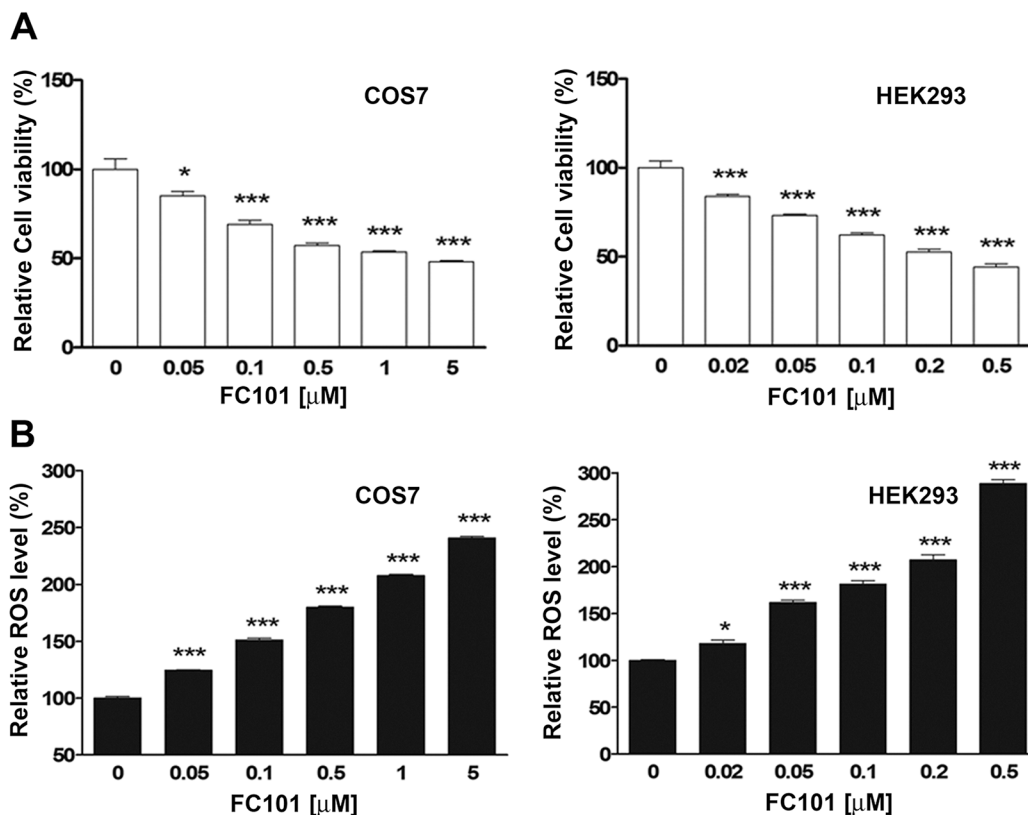 A
Relative Cell viability (%)
150
100
50
0
COS7
*
***
***
***
***
0 0.05 0.1 0.5 1 5
FC101 [μM]
Relative Cell viability (%)
150
100
50
0
HEK293
***
***
***
***
***
0 0.02 0.05 0.1 0.2 0.5
FC101 [μM]
B
Relative ROS level (%)
300
250
200
150
100
50
COS7
***
***
***
***
***
0 0.05 0.1 0.5 1 5
FC101 [μM]
Relative ROS level (%)
300
250
200
150
100
50
0
HEK293
*
***
***
***
***
0 0.02 0.05 0.1 0.2 0.5
FC101 [μM]